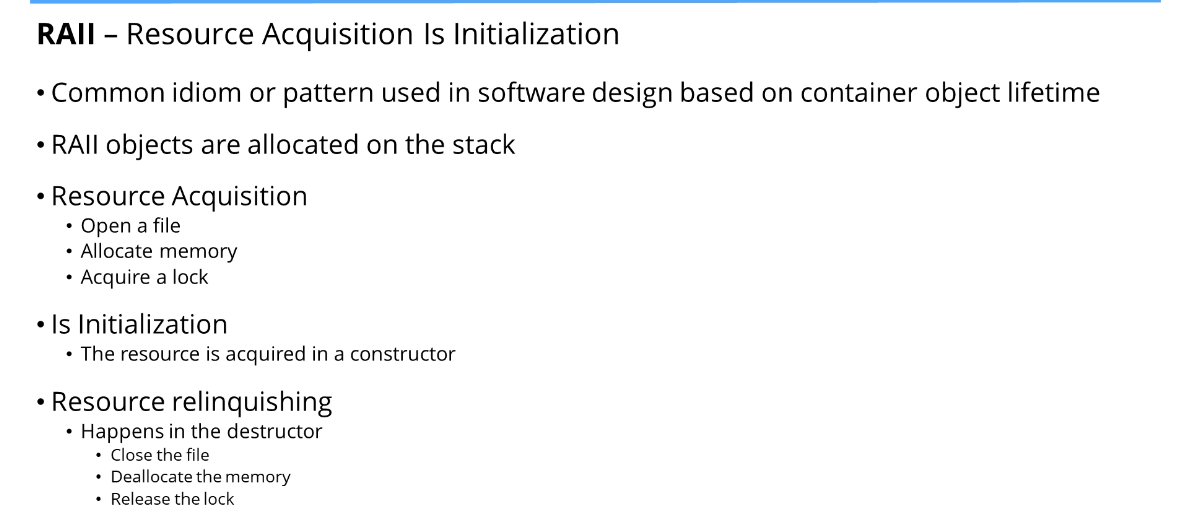 RAII – Resource Acquisition Is Initialization
• Common idiom or pattern used in software design based on container object lifetime
• RAII objects are allocated on the stack
• Resource Acquisition
• Open a file
• Allocate memory
• Acquire a lock
• Is Initialization
• The resource is acquired in a constructor
• Resource relinquishing
• Happens in the destructor
• Close the file
• Deallocate the memory
• Release the lock